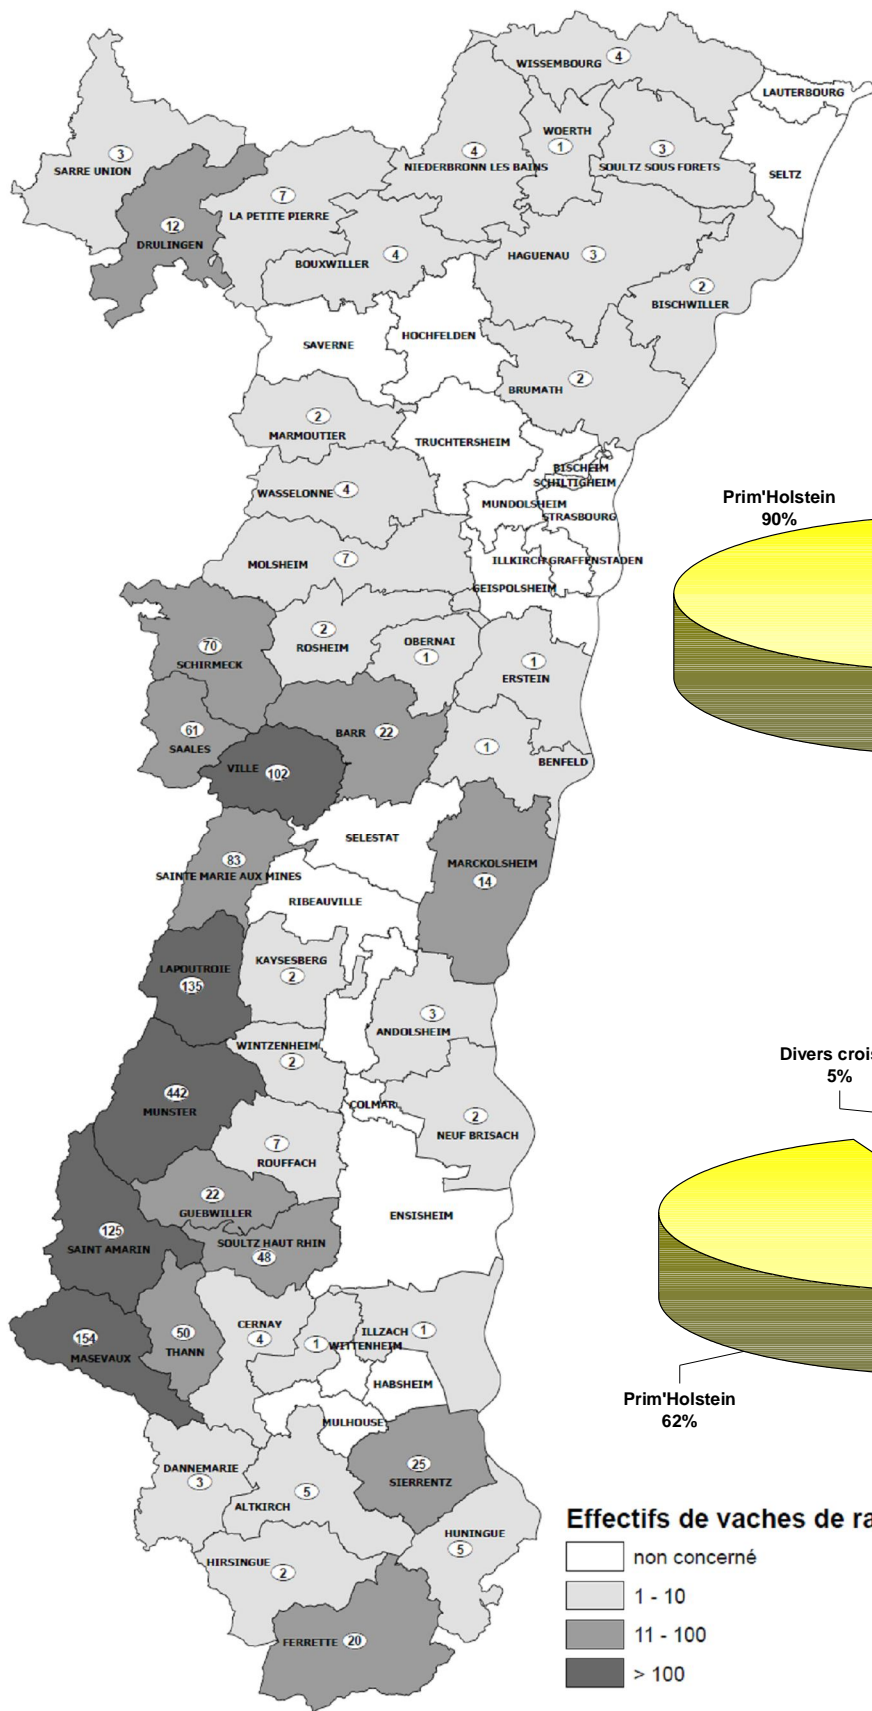 WISSEMBOURG 4
LAUTERBOURG
WOERTH
1
3
SARRE UNION
4
NIEDERBRONN LES BAINS
3
SOULTZ SOUS FORETS
SELTZ
7
LA PETITE PIERRE
12
DRULINGEN
BOUXWILLER 4
HAGUENAU 3
2
BISCHWILLER
SAVERNE
HOCHFELDEN
BRUMATH 2
2
MARMOUTIER
TRUCHTERSHEIM
BISCHEIM
SCHILTIGHEIM
WASSELONNE 4
MUNDOLSHEIM
STRASBOURG
Prim'Holstein
90%
MOLSHEIM 7
ILLKIRCH GRAFFENSTADEN
GEISPOLSHEIM
70
SCHIRMECK
2
ROSHEIM
OBERNAI
1
1
ERSTEIN
61
SAALES
BARR 22
1
BENFELD
VILLE 102
SELESTAT
83
SAINTE MARIE AUX MINES
MARCKOLSHEIM
14
RIBEAUVILLE
LAPOUTROIE
135
KAYSESBERG
2
3
ANDOLSHEIM
WINTZENHEIM
2
Divers crois
5%
442
MUNSTER
COLMAR
2
NEUF BRISACH
7
ROUFFACH
22
GUEBWILLER
ENSISHEIM
125
SAINT AMARIN
SOULTZ HAUT RHIN
48
154
MASEVAUX
50
THANN
CERNAY
4
1
WITTENHEIM
ILLZACH 1
HABSHEIM
Prim'Holstein
62%
MULHOUSE
25
SIERRENTZ
DANNEMARIE
3
5
ALTKIRCH
HUNINGUE
5
HIRSINGUE
2
FERRETTE 20
Effectifs de vaches de ra
non concerné
1 - 10
11 - 100
> 100